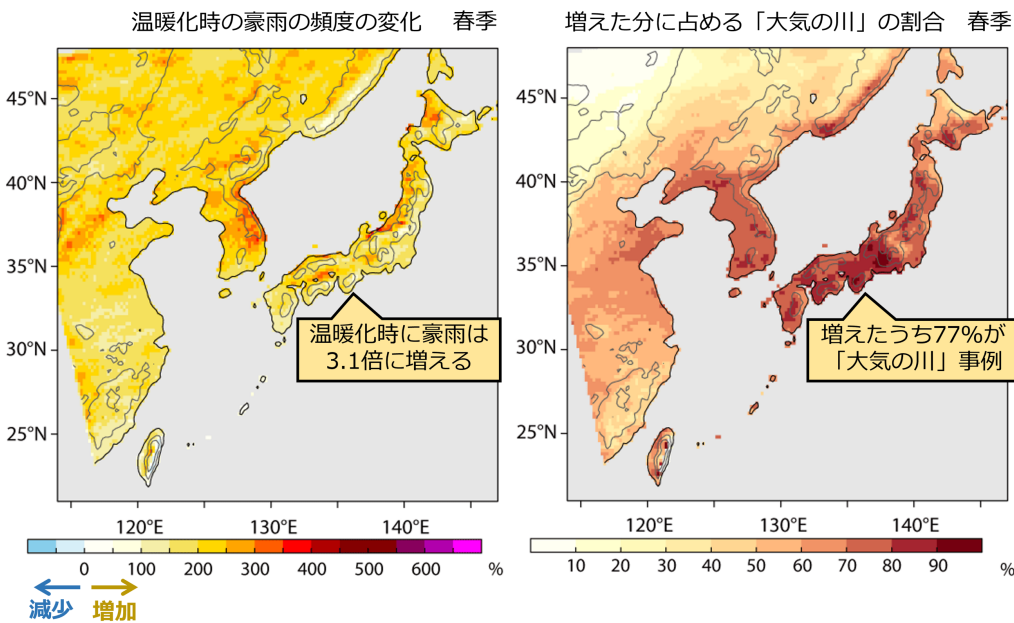 温暖化時の豪雨の頻度の変化 春季
増えた分に占める「大気の川」の割合 春季
45°N
40°N
35°N
30°N
25°N
温暖化時に豪雨は
3.1倍に増える
120°E 130°E 140°E
0 100 200 300 400 500 600 %
減少 増加
45°N
40°N
35°N
30°N
25°N
増えたうち77%が
「大気の川」事例
120°E 130°E 140°E
10 20 30 40 50 60 70 80 90 %